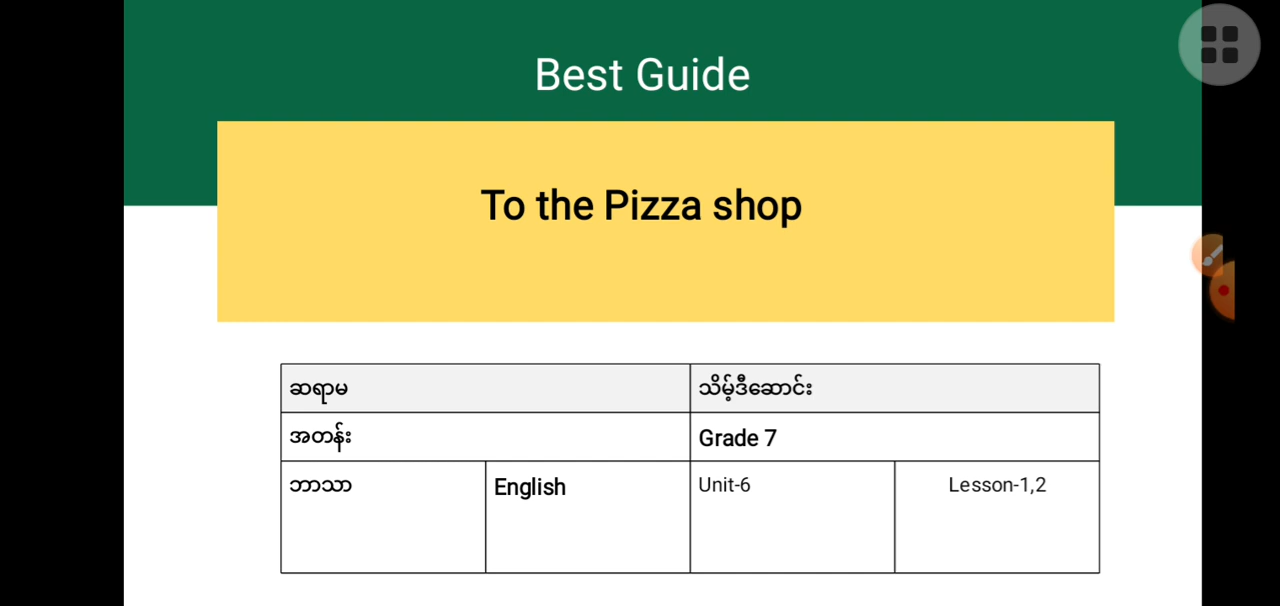 Best Guide
To the Pizza shop
ဆရာမ သိမ့်ဒီဆောင်း
အတန်း Grade 7
ဘာသာ English Unit-6 Lesson-1,2